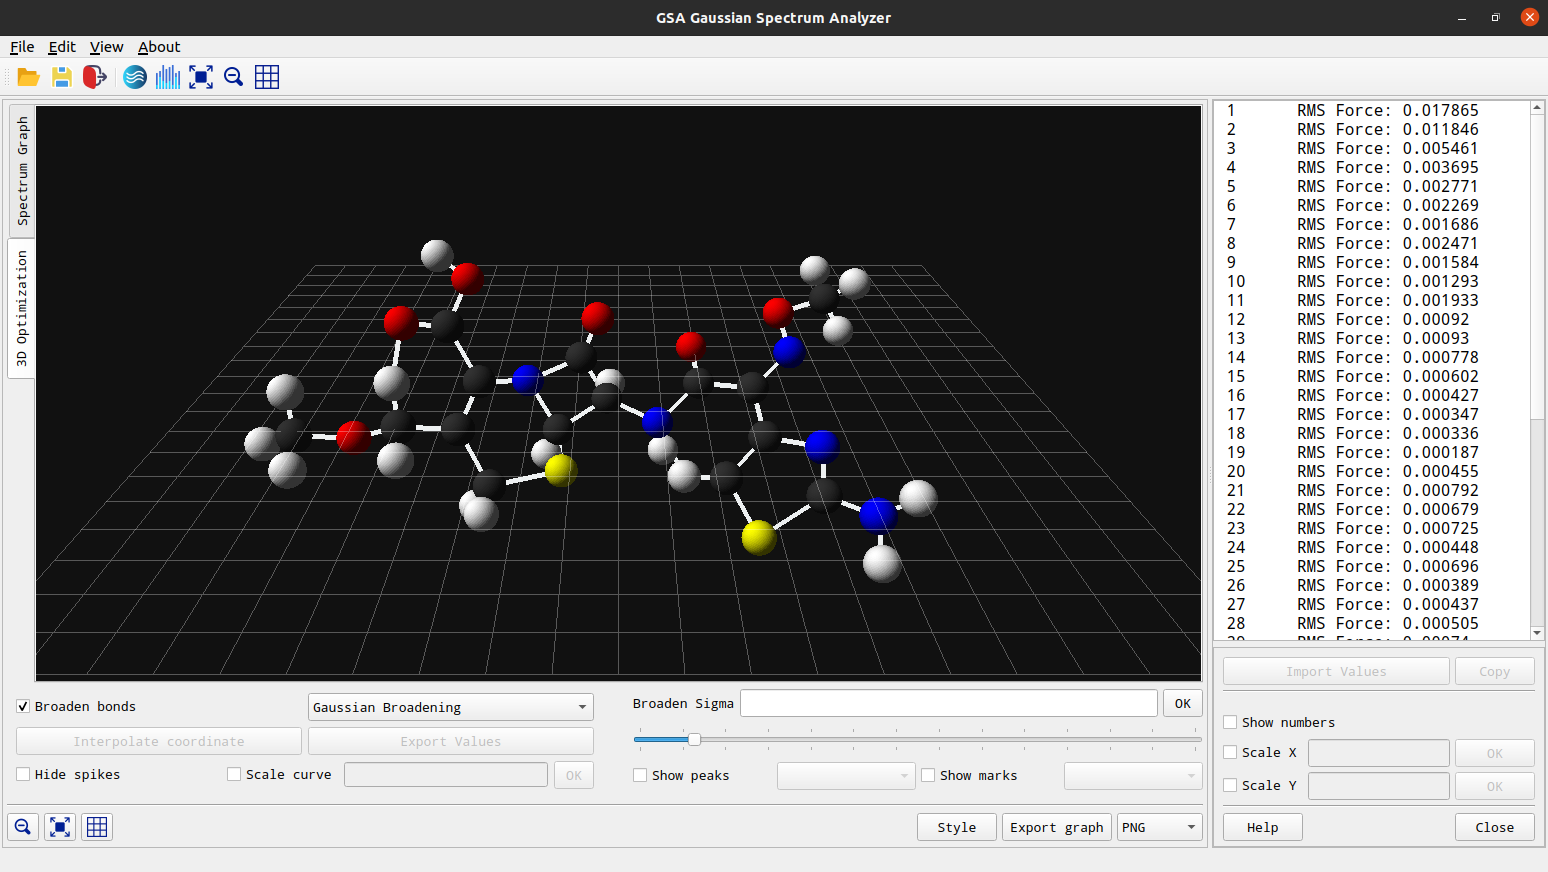 GSA Gaussian Spectrum Analyzer
File Edit View About
Spectrum Graph
3D Optimization
1 RMS Force: 0.017865
2 RMS Force: 0.011846
3 RMS Force: 0.005461
4 RMS Force: 0.003695
5 RMS Force: 0.002771
6 RMS Force: 0.002269
7 RMS Force: 0.001686
8 RMS Force: 0.002471
9 RMS Force: 0.001584
10 RMS Force: 0.001293
11 RMS Force: 0.001933
12 RMS Force: 0.00092
13 RMS Force: 0.00093
14 RMS Force: 0.000778
15 RMS Force: 0.000602
16 RMS Force: 0.000427
17 RMS Force: 0.000347
18 RMS Force: 0.000336
19 RMS Force: 0.000187
20 RMS Force: 0.000455
21 RMS Force: 0.000792
22 RMS Force: 0.000679
23 RMS Force: 0.000725
24 RMS Force: 0.000448
25 RMS Force: 0.000696
26 RMS Force: 0.000389
27 RMS Force: 0.000437
28 RMS Force: 0.000505
Broaden bonds
Gaussian Broadening
Broaden Sigma
OK
Interpolate coordinate
Export Values
Hide spikes
Scale curve
OK
Show peaks
Show marks
Style
Export graph
PNG
Import Values
Copy
Show numbers
Scale X
OK
Scale Y
OK
Help
Close